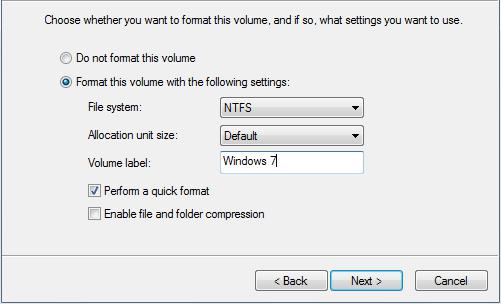 Choose whether you want to format this volume, and if so, what settings you want to use.
Do not format this volume
Format this volume with the following settings:
File system: NTFS
Allocation unit size: Default
Volume label: Windows 7
Perform a quick format
Enable file and folder compression
< Back Next > Cancel